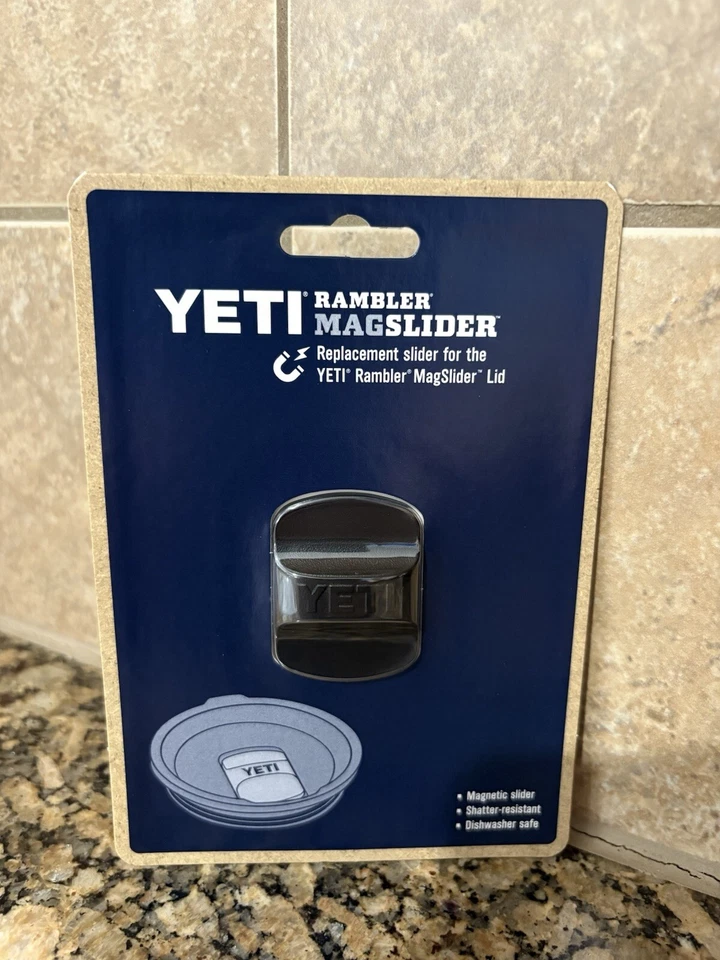 YETI® RAMBLER®
MAGSLIDER™
Replacement slider for the
YETI® Rambler® MagSlider™ Lid
YETI
YETI
• Magnetic slider
• Shatter-resistant
• Dishwasher safe